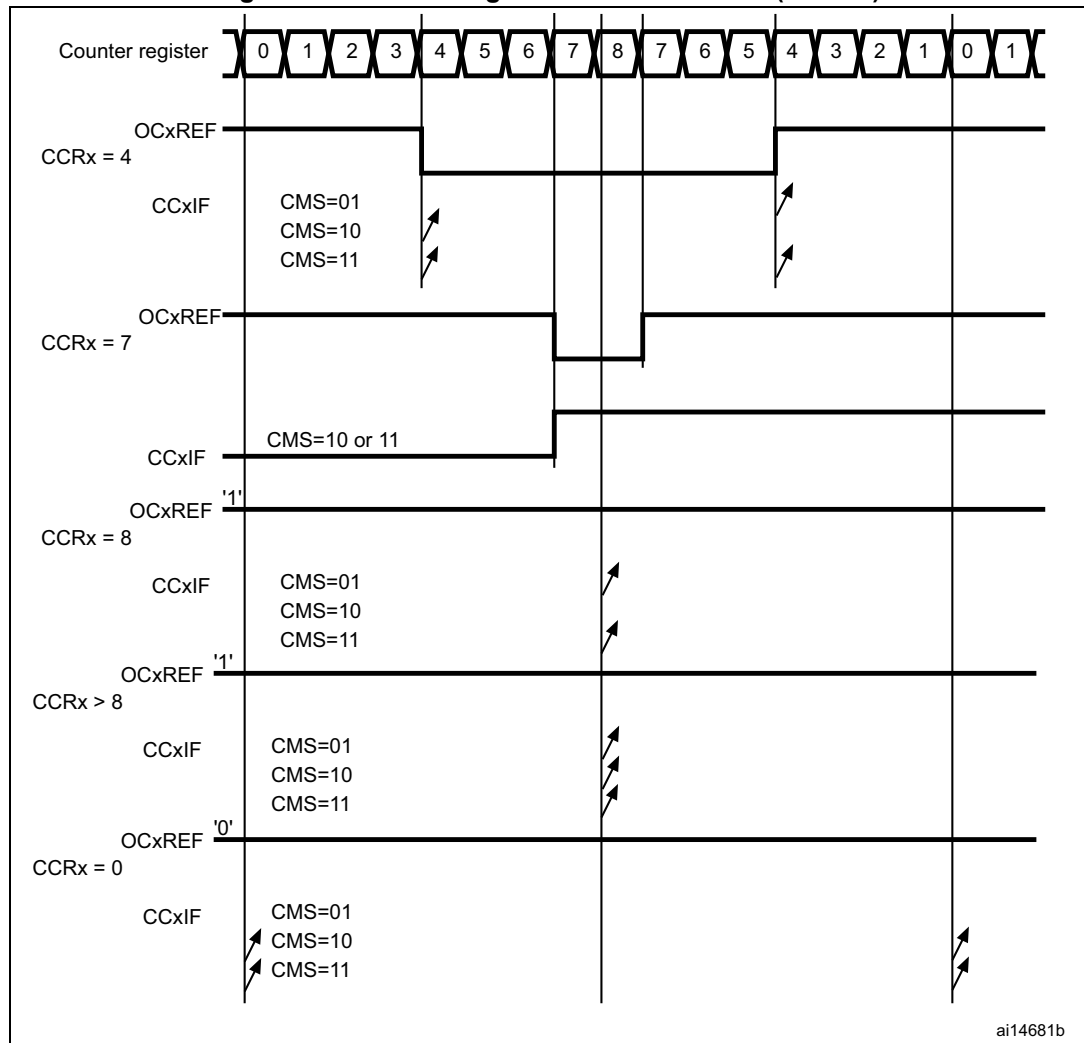 Counter register 0 1 2 3 4 5 6 7 8 7 6 5 4 3 2 1 0 1
OCxREF
CCRx = 4
CCxIF
CMS=01
CMS=10
CMS=11
OCxREF
CCRx = 7
CMS=10 or 11
CCxIF
'1'
OCxREF
CCRx = 8
CCxIF
CMS=01
CMS=10
CMS=11
'1'
OCxREF
CCRx > 8
CCxIF
CMS=01
CMS=10
CMS=11
'0'
OCxREF
CCRx = 0
CCxIF
CMS=01
CMS=10
CMS=11
ai14681b